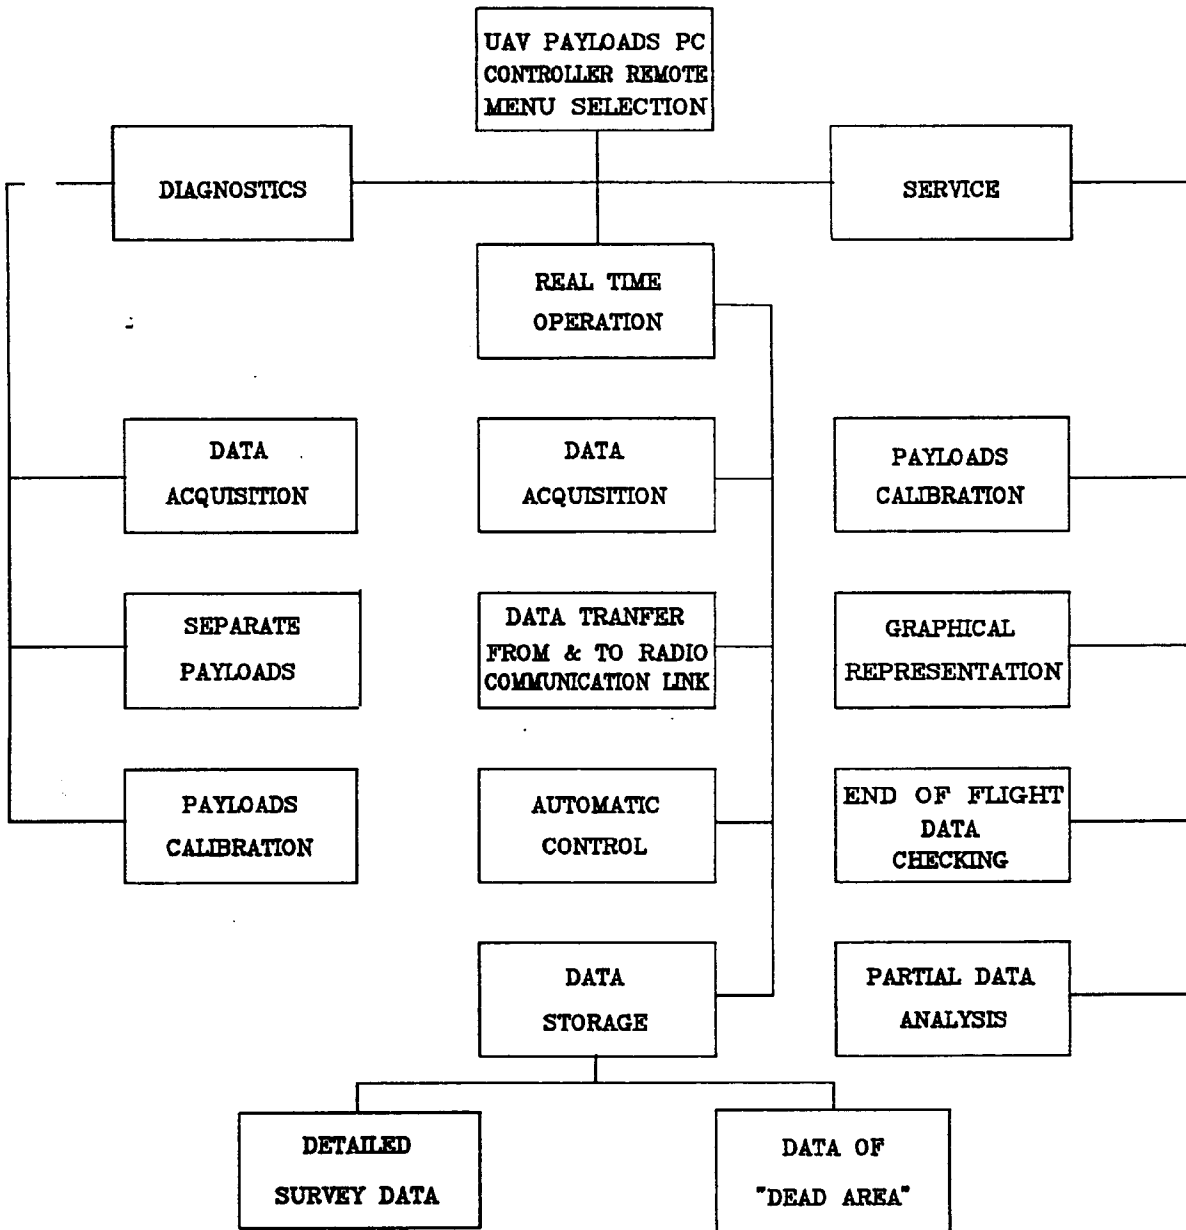 UAV PAYLOADS PC
CONTROLLER REMOTE
MENU SELECTION
DIAGNOSTICS
SERVICE
REAL TIME
OPERATION
DATA
ACQUISITION
DATA
ACQUISITION
PAYLOADS
CALIBRATION
SEPARATE
PAYLOADS
DATA TRANFER
FROM & TO RADIO
COMMUNICATION LINK
GRAPHICAL
REPRESENTATION
PAYLOADS
CALIBRATION
AUTOMATIC
CONTROL
END OF FLIGHT
DATA
CHECKING
DATA
STORAGE
PARTIAL DATA
ANALYSIS
DETAILED
SURVEY DATA
DATA OF
"DEAD AREA"